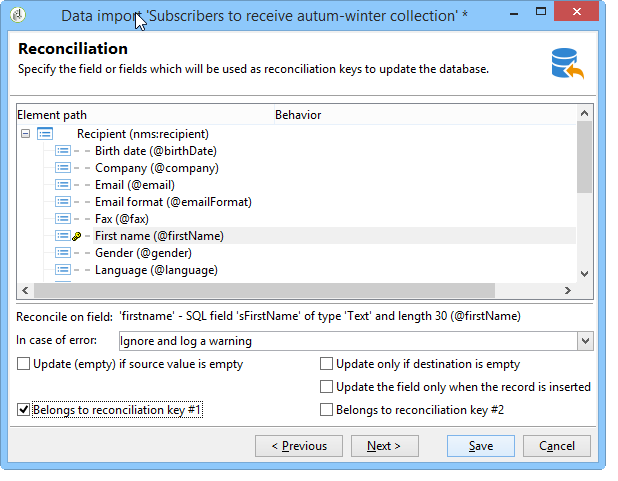 Data import 'Subscribers to receive autum-winter collection' *
Reconciliation
Specify the field or fields which will be used as reconciliation keys to update the database.
Element path Behavior
Recipient (nms:recipient)
Birth date (@birthDate)
Company (@company)
Email (@email)
Email format (@emailFormat)
Fax (@fax)
First name (@firstName)
Gender (@gender)
Language (@language)
Reconcile on field: 'firstname' - SQL field 'sFirstName' of type 'Text' and length 30 (@firstName)
In case of error: Ignore and log a warning
Update (empty) if source value is empty Update only if destination is empty
Update the field only when the record is inserted
Belongs to reconciliation key #1 Belongs to reconciliation key #2
< Previous Next > Save Cancel